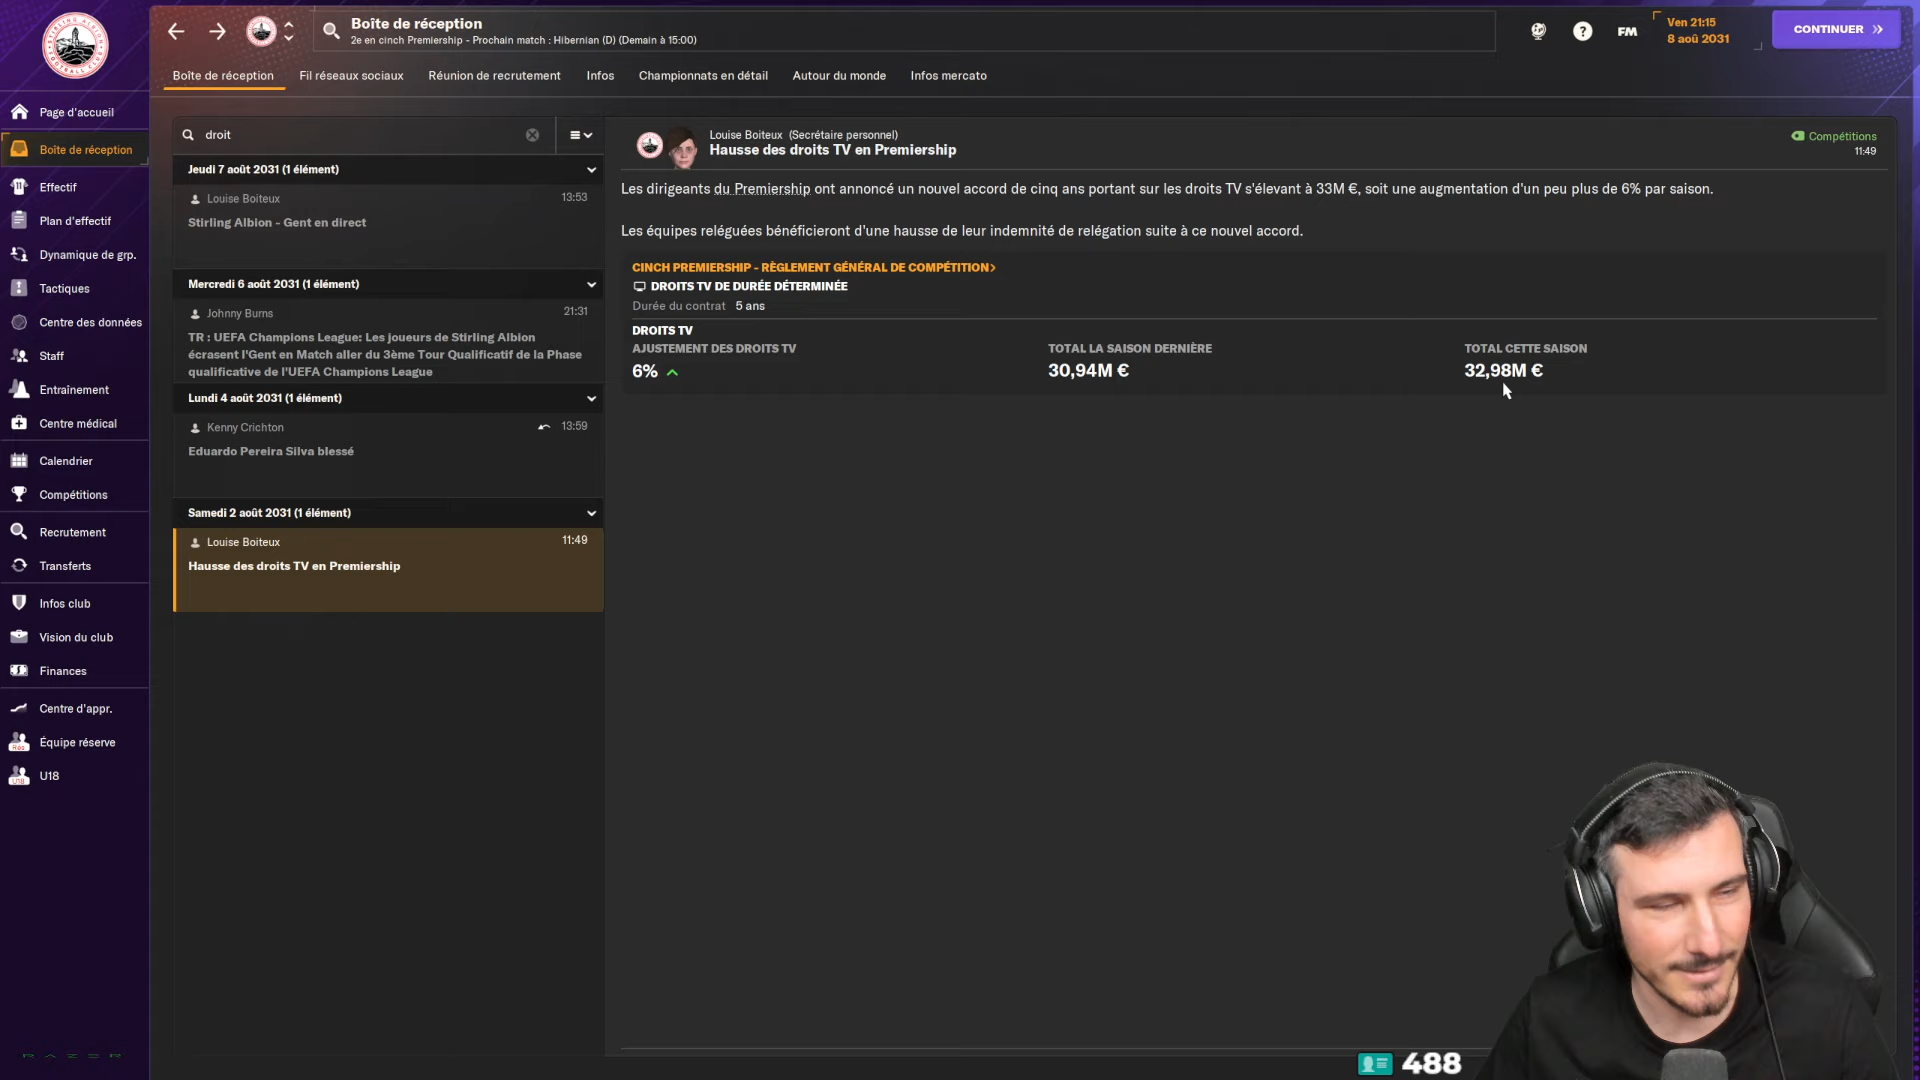 Boîte de réception
2e en cinch Premiership - Prochain match : Hibernian (D) (Demain à 15:00)
FM
Ven 21:15
8 aoû 2031
CONTINUER
Boîte de réception
Fil réseaux sociaux
Réunion de recrutement
Infos
Championnats en détail
Autour du monde
Infos mercato
Page d'accueil
Boîte de réception
Effectif
Plan d'effectif
Dynamique de grp.
Tactiques
Centre des données
Staff
Entraînement
Centre médical
Calendrier
Compétitions
Recrutement
Transferts
Infos club
Vision du club
Finances
Centre d'appr.
Équipe réserve
U18
droit
Jeudi 7 août 2031 (1 élément)
Louise Boiteux 13:53
Stirling Albion - Gent en direct
Mercredi 6 août 2031 (1 élément)
Johnny Burns 21:31
TR : UEFA Champions League: Les joueurs de Stirling Albion
écrasent l'Gent en Match aller du 3ème Tour Qualificatif de la Phase
qualificative de l'UEFA Champions League
Lundi 4 août 2031 (1 élément)
Kenny Crichton 13:59
Eduardo Pereira Silva blessé
Samedi 2 août 2031 (1 élément)
Louise Boiteux 11:49
Hausse des droits TV en Premiership
Louise Boiteux (Secrétaire personnel)
Hausse des droits TV en Premiership
Compétitions
11:49
Les dirigeants du Premiership ont annoncé un nouvel accord de cinq ans portant sur les droits TV s'élevant à 33M €, soit une augmentation d'un peu plus de 6% par saison.
Les équipes reléguées bénéficieront d'une hausse de leur indemnité de relégation suite à ce nouvel accord.
CINCH PREMIERSHIP - RÈGLEMENT GÉNÉRAL DE COMPÉTITION>
DROITS TV DE DURÉE DÉTERMINÉE
Durée du contrat 5 ans
DROITS TV
AJUSTEMENT DES DROITS TV
6%
TOTAL LA SAISON DERNIÈRE
30,94M €
TOTAL CETTE SAISON
32,98M €
488